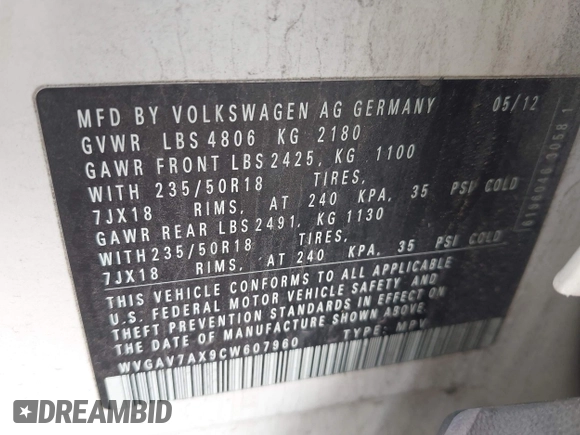 MFD BY VOLKSWAGEN AG GERMANY 05/12
GVWR LBS 4806 KG 2180
GAWR FRONT LBS 2425, KG 1100
WITH 235/50R18 TIRES,
7JX18 RIMS, AT 240 KPA, 35 PSI COLD
GAWR REAR LBS 2491, KG 1130
WITH 235/50R18 TIRES,
7JX18 RIMS, AT 240 KPA, 35 PSI COLD
THIS VEHICLE CONFORMS TO ALL APPLICABLE
U.S. FEDERAL MOTOR VEHICLE SAFETY AND
THEFT PREVENTION STANDARDS IN EFFECT ON
THE DATE OF MANUFACTURE SHOWN ABOVE.
WVGAV7AX9CW607960 TYPE: MPV
DREAMBID